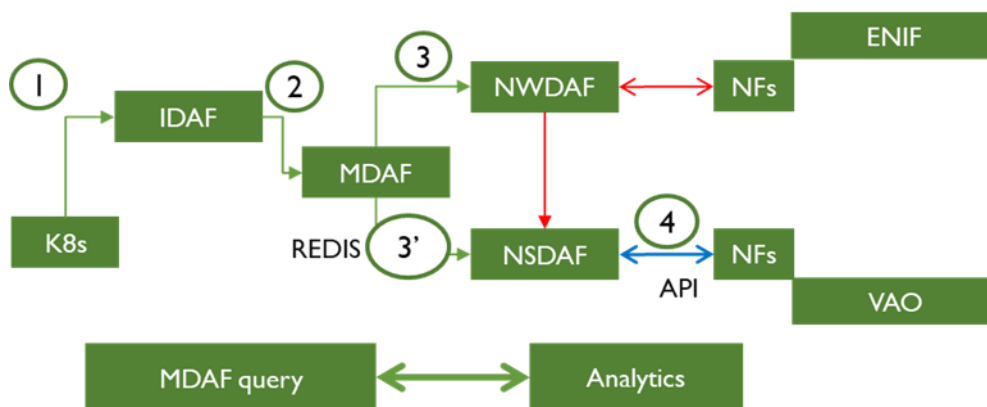 ENIF
1
2
3
NWDAF
NFs
IDAF
MDAF
K8s
REDIS
3’
NSDAF
4
NFs
API
VAO
MDAF query
Analytics